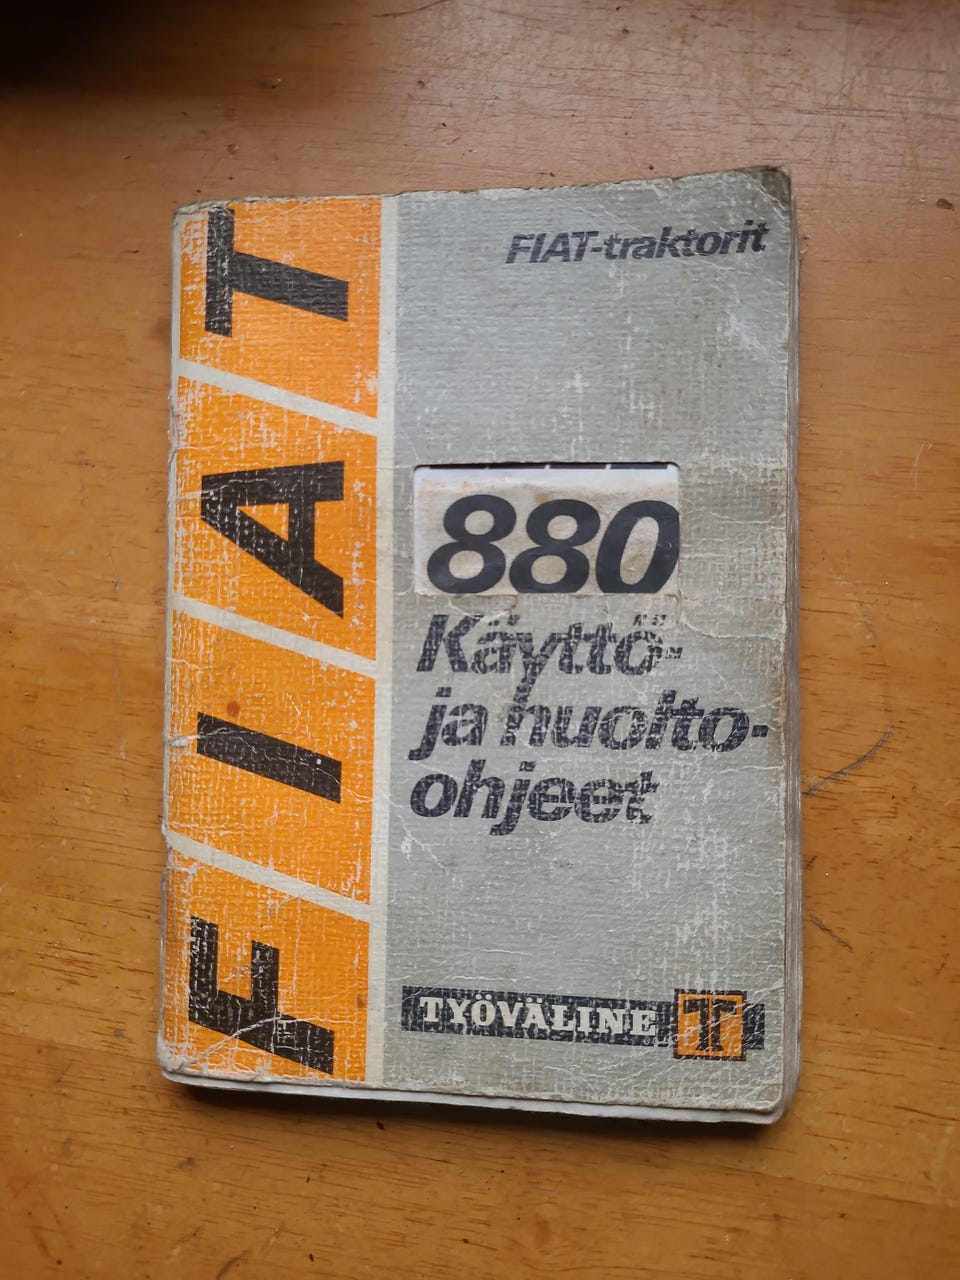 FIAT
FIAT-traktorit
880
Käyttö-
ja huolto-
ohjeet
TYÖVÄLINE T